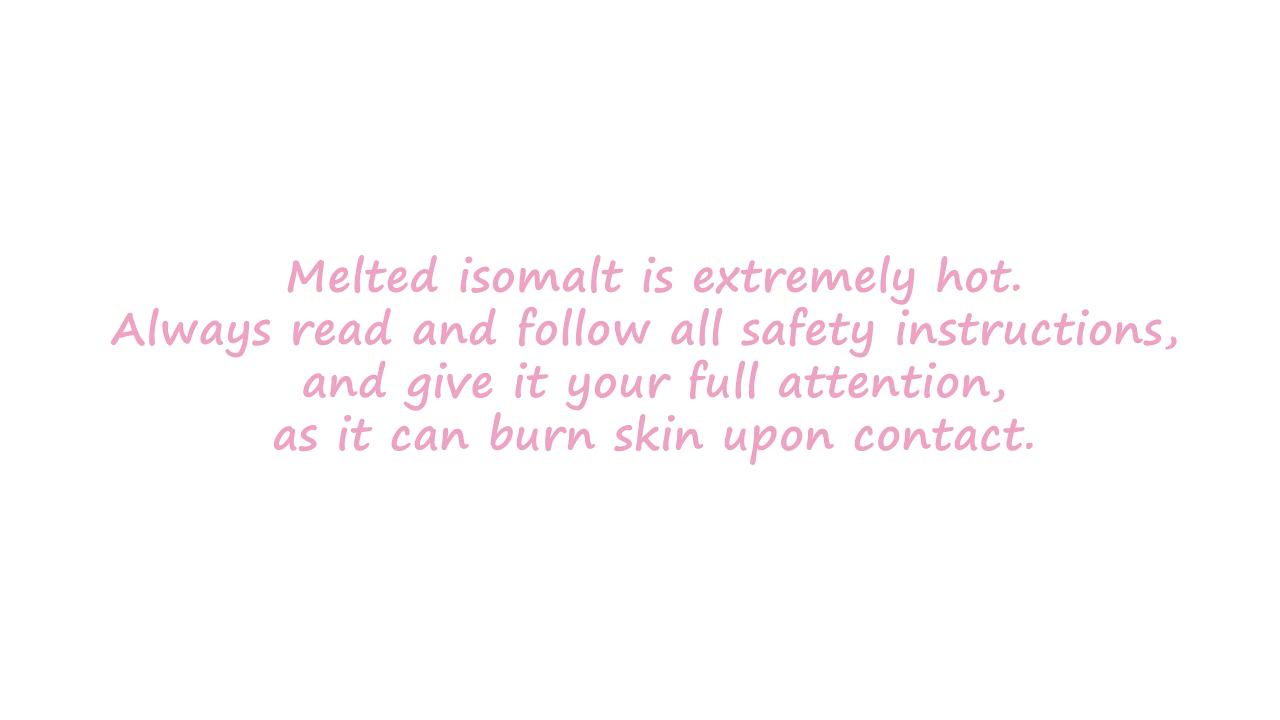 Melted isomalt is extremely hot.
Always read and follow all safety instructions,
and give it your full attention,
as it can burn skin upon contact.